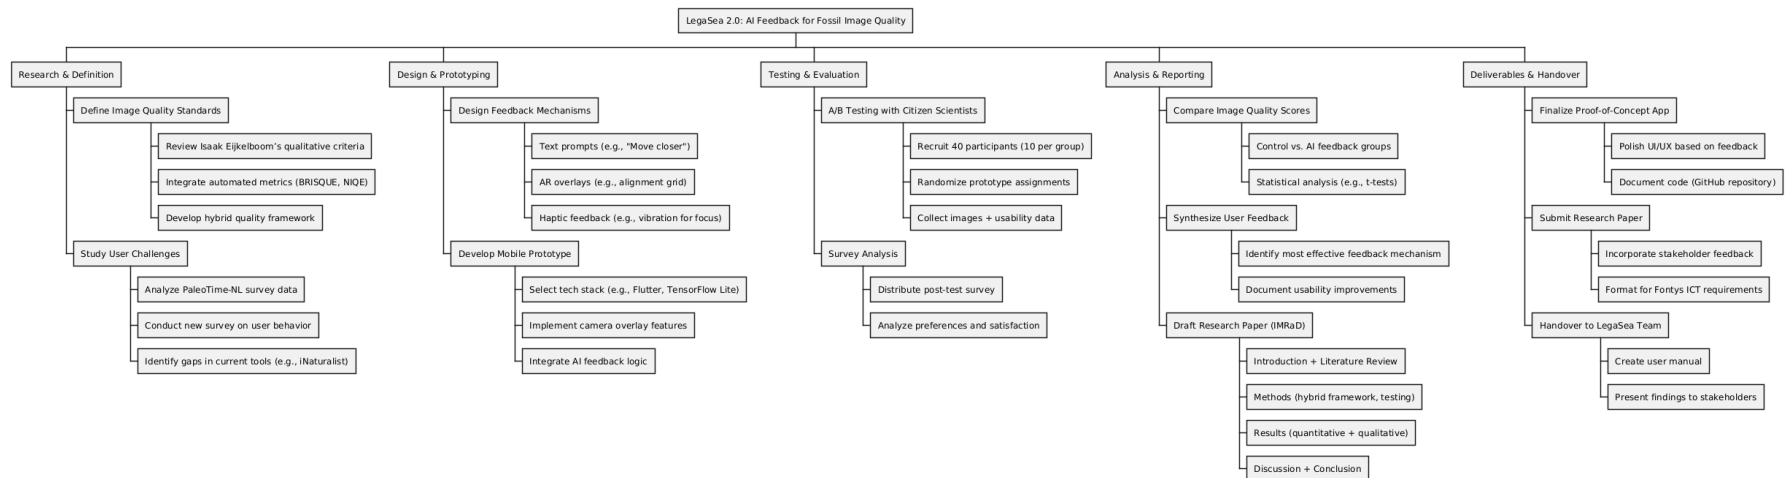 LegaSea 2.0: AI Feedback for Fossil Image Quality
Research & Definition
Define Image Quality Standards
Review Isaak Eijkelboom's qualitative criteria
Integrate automated metrics (BRISQUE, NIQE)
Develop hybrid quality framework
Study User Challenges
Analyze PaleoTime-NL survey data
Conduct new survey on user behavior
Identify gaps in current tools (e.g., iNaturalist)
Design & Prototyping
Design Feedback Mechanisms
Text prompts (e.g., "Move closer")
AR overlays (e.g., alignment grid)
Haptic feedback (e.g., vibration for focus)
Develop Mobile Prototype
Select tech stack (e.g., Flutter, TensorFlow Lite)
Implement camera overlay features
Integrate AI feedback logic
Testing & Evaluation
A/B Testing with Citizen Scientists
Recruit 40 participants (10 per group)
Randomize prototype assignments
Collect images + usability data
Survey Analysis
Distribute post-test survey
Analyze preferences and satisfaction
Analysis & Reporting
Compare Image Quality Scores
Control vs. AI feedback groups
Statistical analysis (e.g., t-tests)
Synthesize User Feedback
Identify most effective feedback mechanism
Document usability improvements
Draft Research Paper (IMRaD)
Introduction + Literature Review
Methods (hybrid framework, testing)
Results (quantitative + qualitative)
Discussion + Conclusion
Deliverables & Handover
Finalize Proof-of-Concept App
Polish UI/UX based on feedback
Document code (GitHub repository)
Submit Research Paper
Incorporate stakeholder feedback
Format for Fontys ICT requirements
Handover to LegaSea Team
Create user manual
Present findings to stakeholders